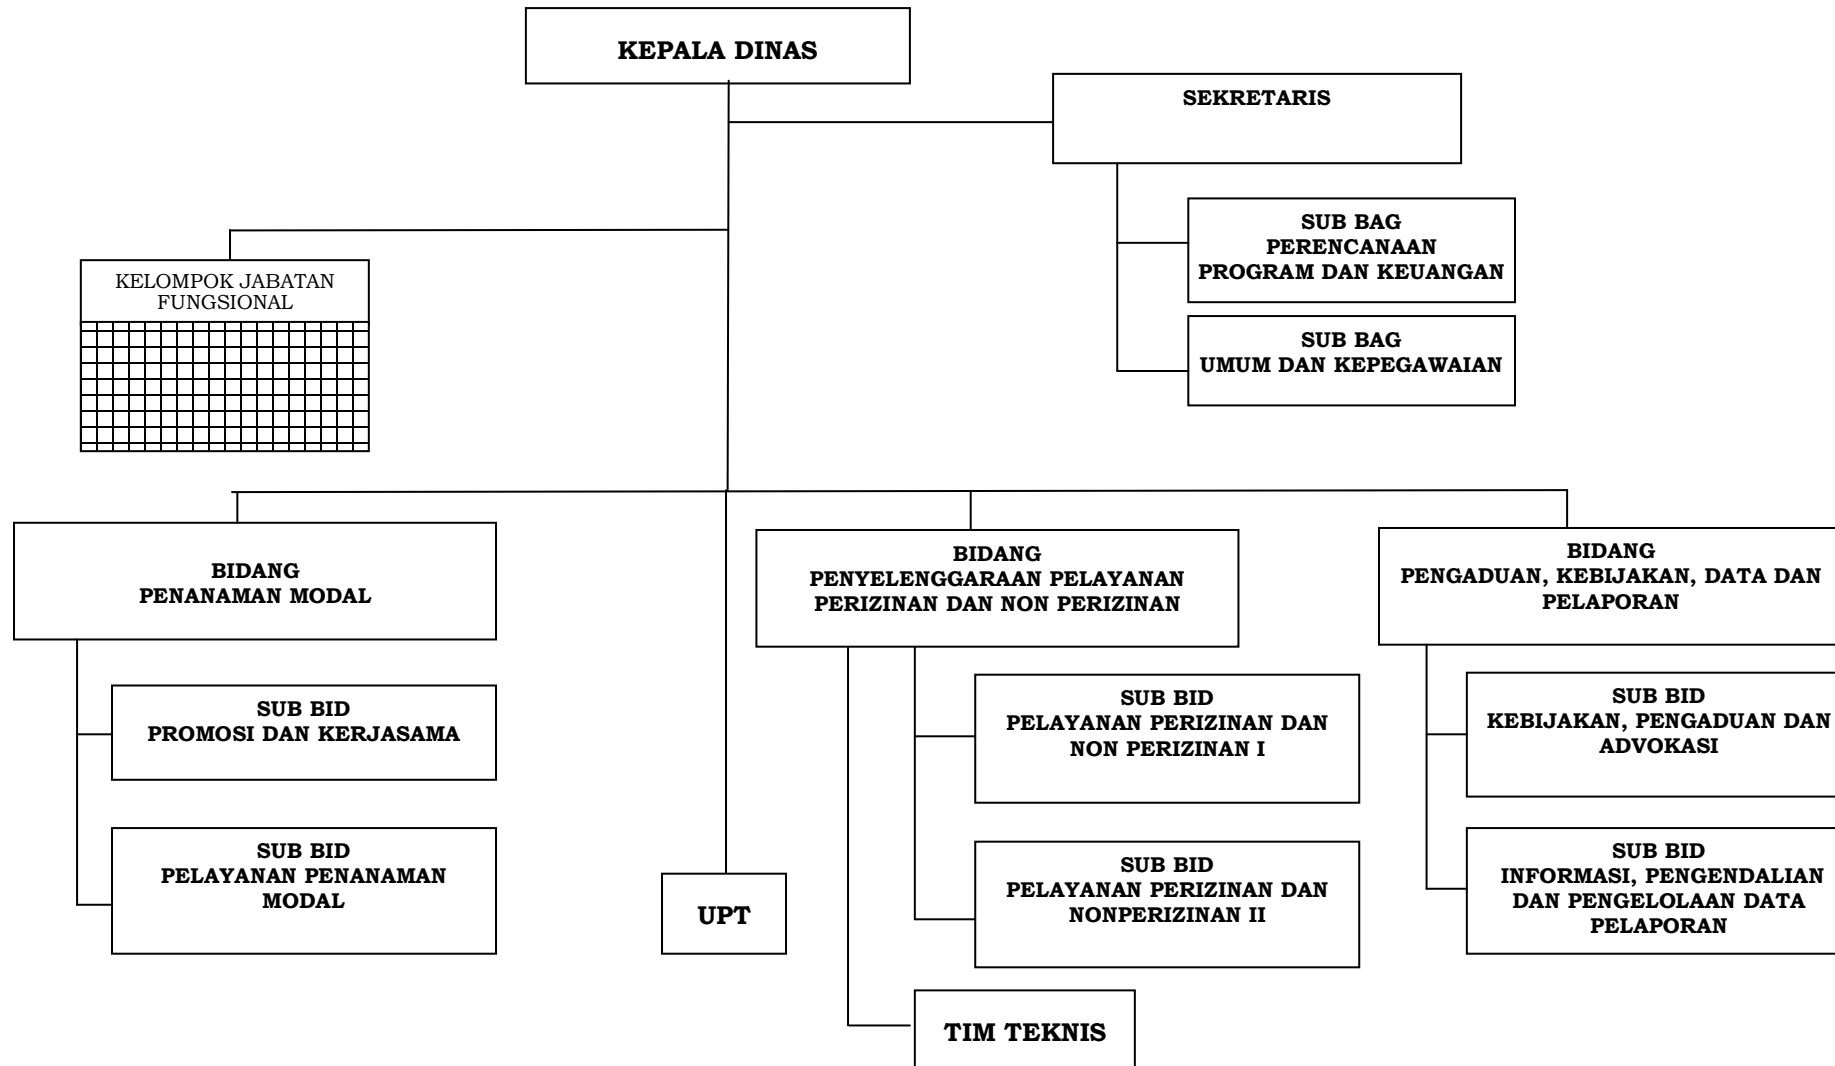 KEPALA DINAS
SEKRETARIS
SUB BAG
PERENCANAAN
PROGRAM DAN KEUANGAN
KELOMPOK JABATAN
FUNGSIONAL
SUB BAG
UMUM DAN KEPEGAWAIAN
BIDANG
PENANAMAN MODAL
BIDANG
PENYELENGGARAAN PELAYANAN
PERIZINAN DAN NON PERIZINAN
BIDANG
PENGADUAN, KEBIJAKAN, DATA DAN
PELAPORAN
SUB BID
PROMOSI DAN KERJASAMA
SUB BID
PELAYANAN PERIZINAN DAN
NON PERIZINAN I
SUB BID
KEBIJAKAN, PENGADUAN DAN
ADVOKASI
SUB BID
PELAYANAN PENANAMAN
MODAL
UPT
SUB BID
PELAYANAN PERIZINAN DAN
NONPERIZINAN II
SUB BID
INFORMASI, PENGENDALIAN
DAN PENGELOLAAN DATA
PELAPORAN
TIM TEKNIS